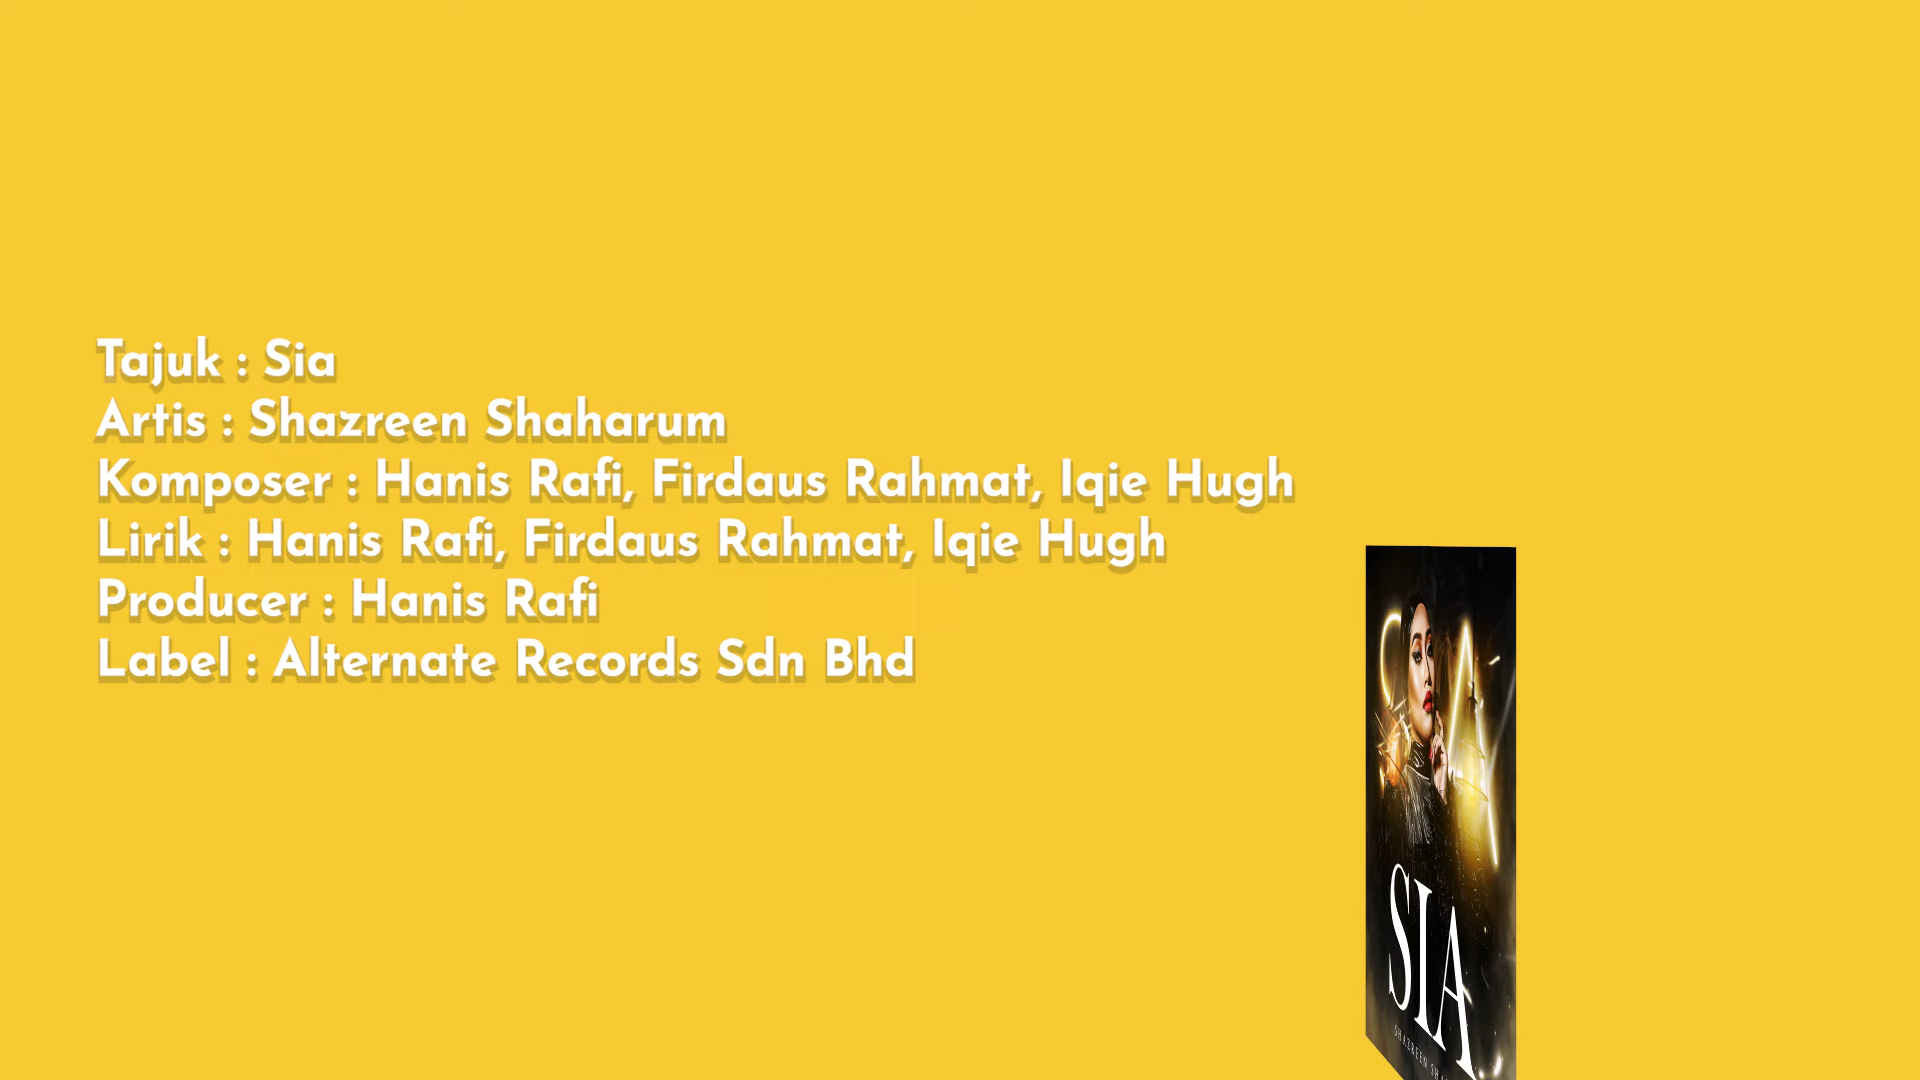 Tajuk : Sia
Artis : Shazreen Shaharum
Komposer : Hanis Rafi, Firdaus Rahmat, Iqie Hugh
Lirik : Hanis Rafi, Firdaus Rahmat, Iqie Hugh
Producer : Hanis Rafi
Label : Alternate Records Sdn Bhd
SIA
SHAZREEN